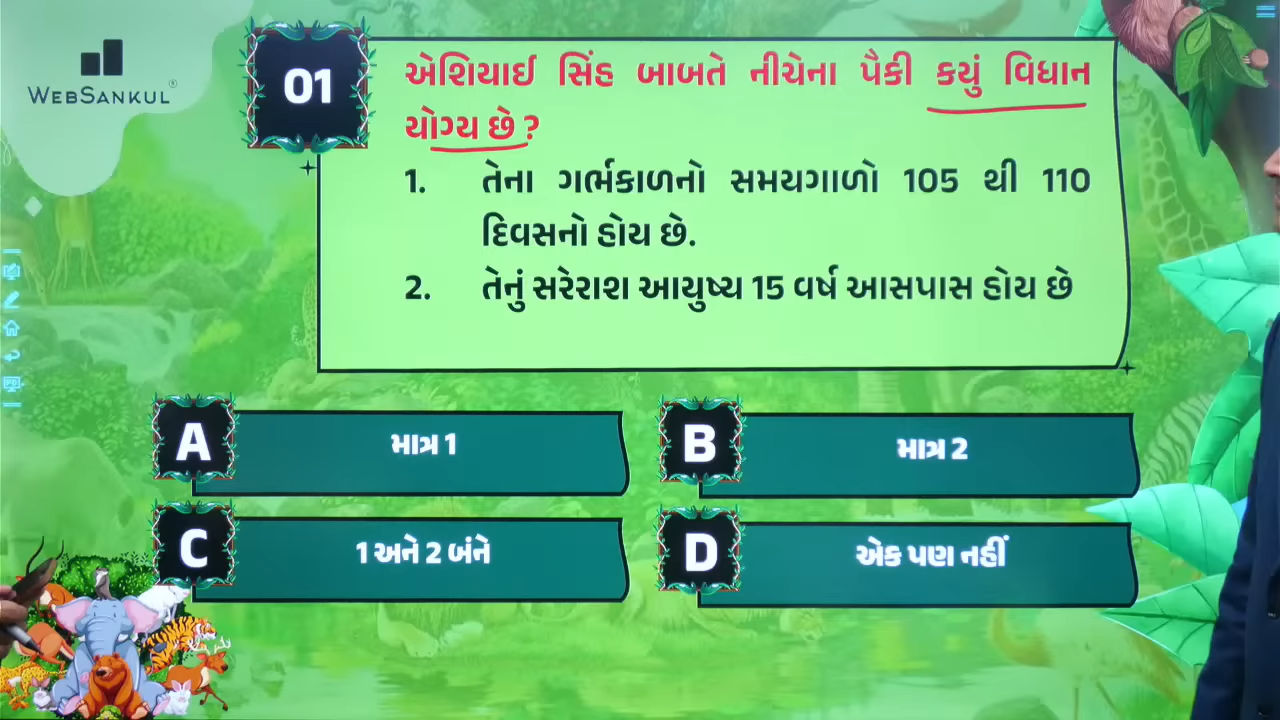 WEBSANKUL®
01
એશિયાઈ સિંહ બાબતે નીચેના પૈકી કયું વિધાન
યોગ્ય છે ?
1. તેના ગર્ભકાળનો સમયગાળો 105 થી 110
દિવસનો હોય છે.
2. તેનું સરેરાશ આયુષ્ય 15 વર્ષ આસપાસ હોય છે
A માત્ર 1
B માત્ર 2
C 1 અને 2 બંને
D એક પણ નહીં